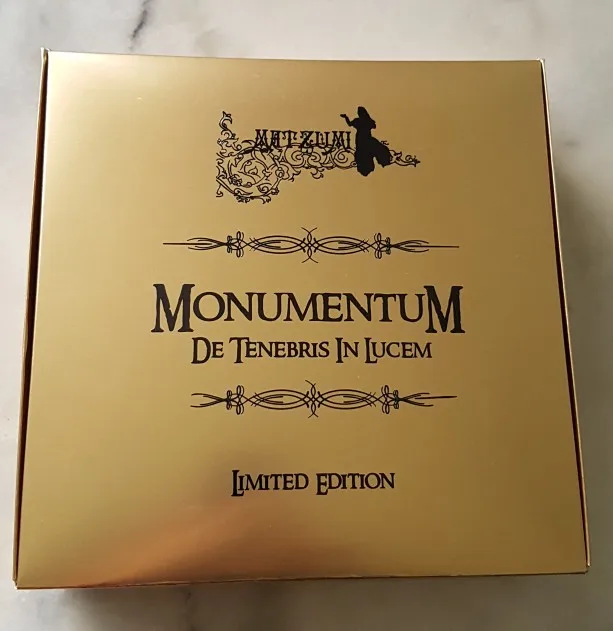 MATZUMI
MONUMENTUM
DE TENEBRIS IN LUCEM
LIMITED EDITION